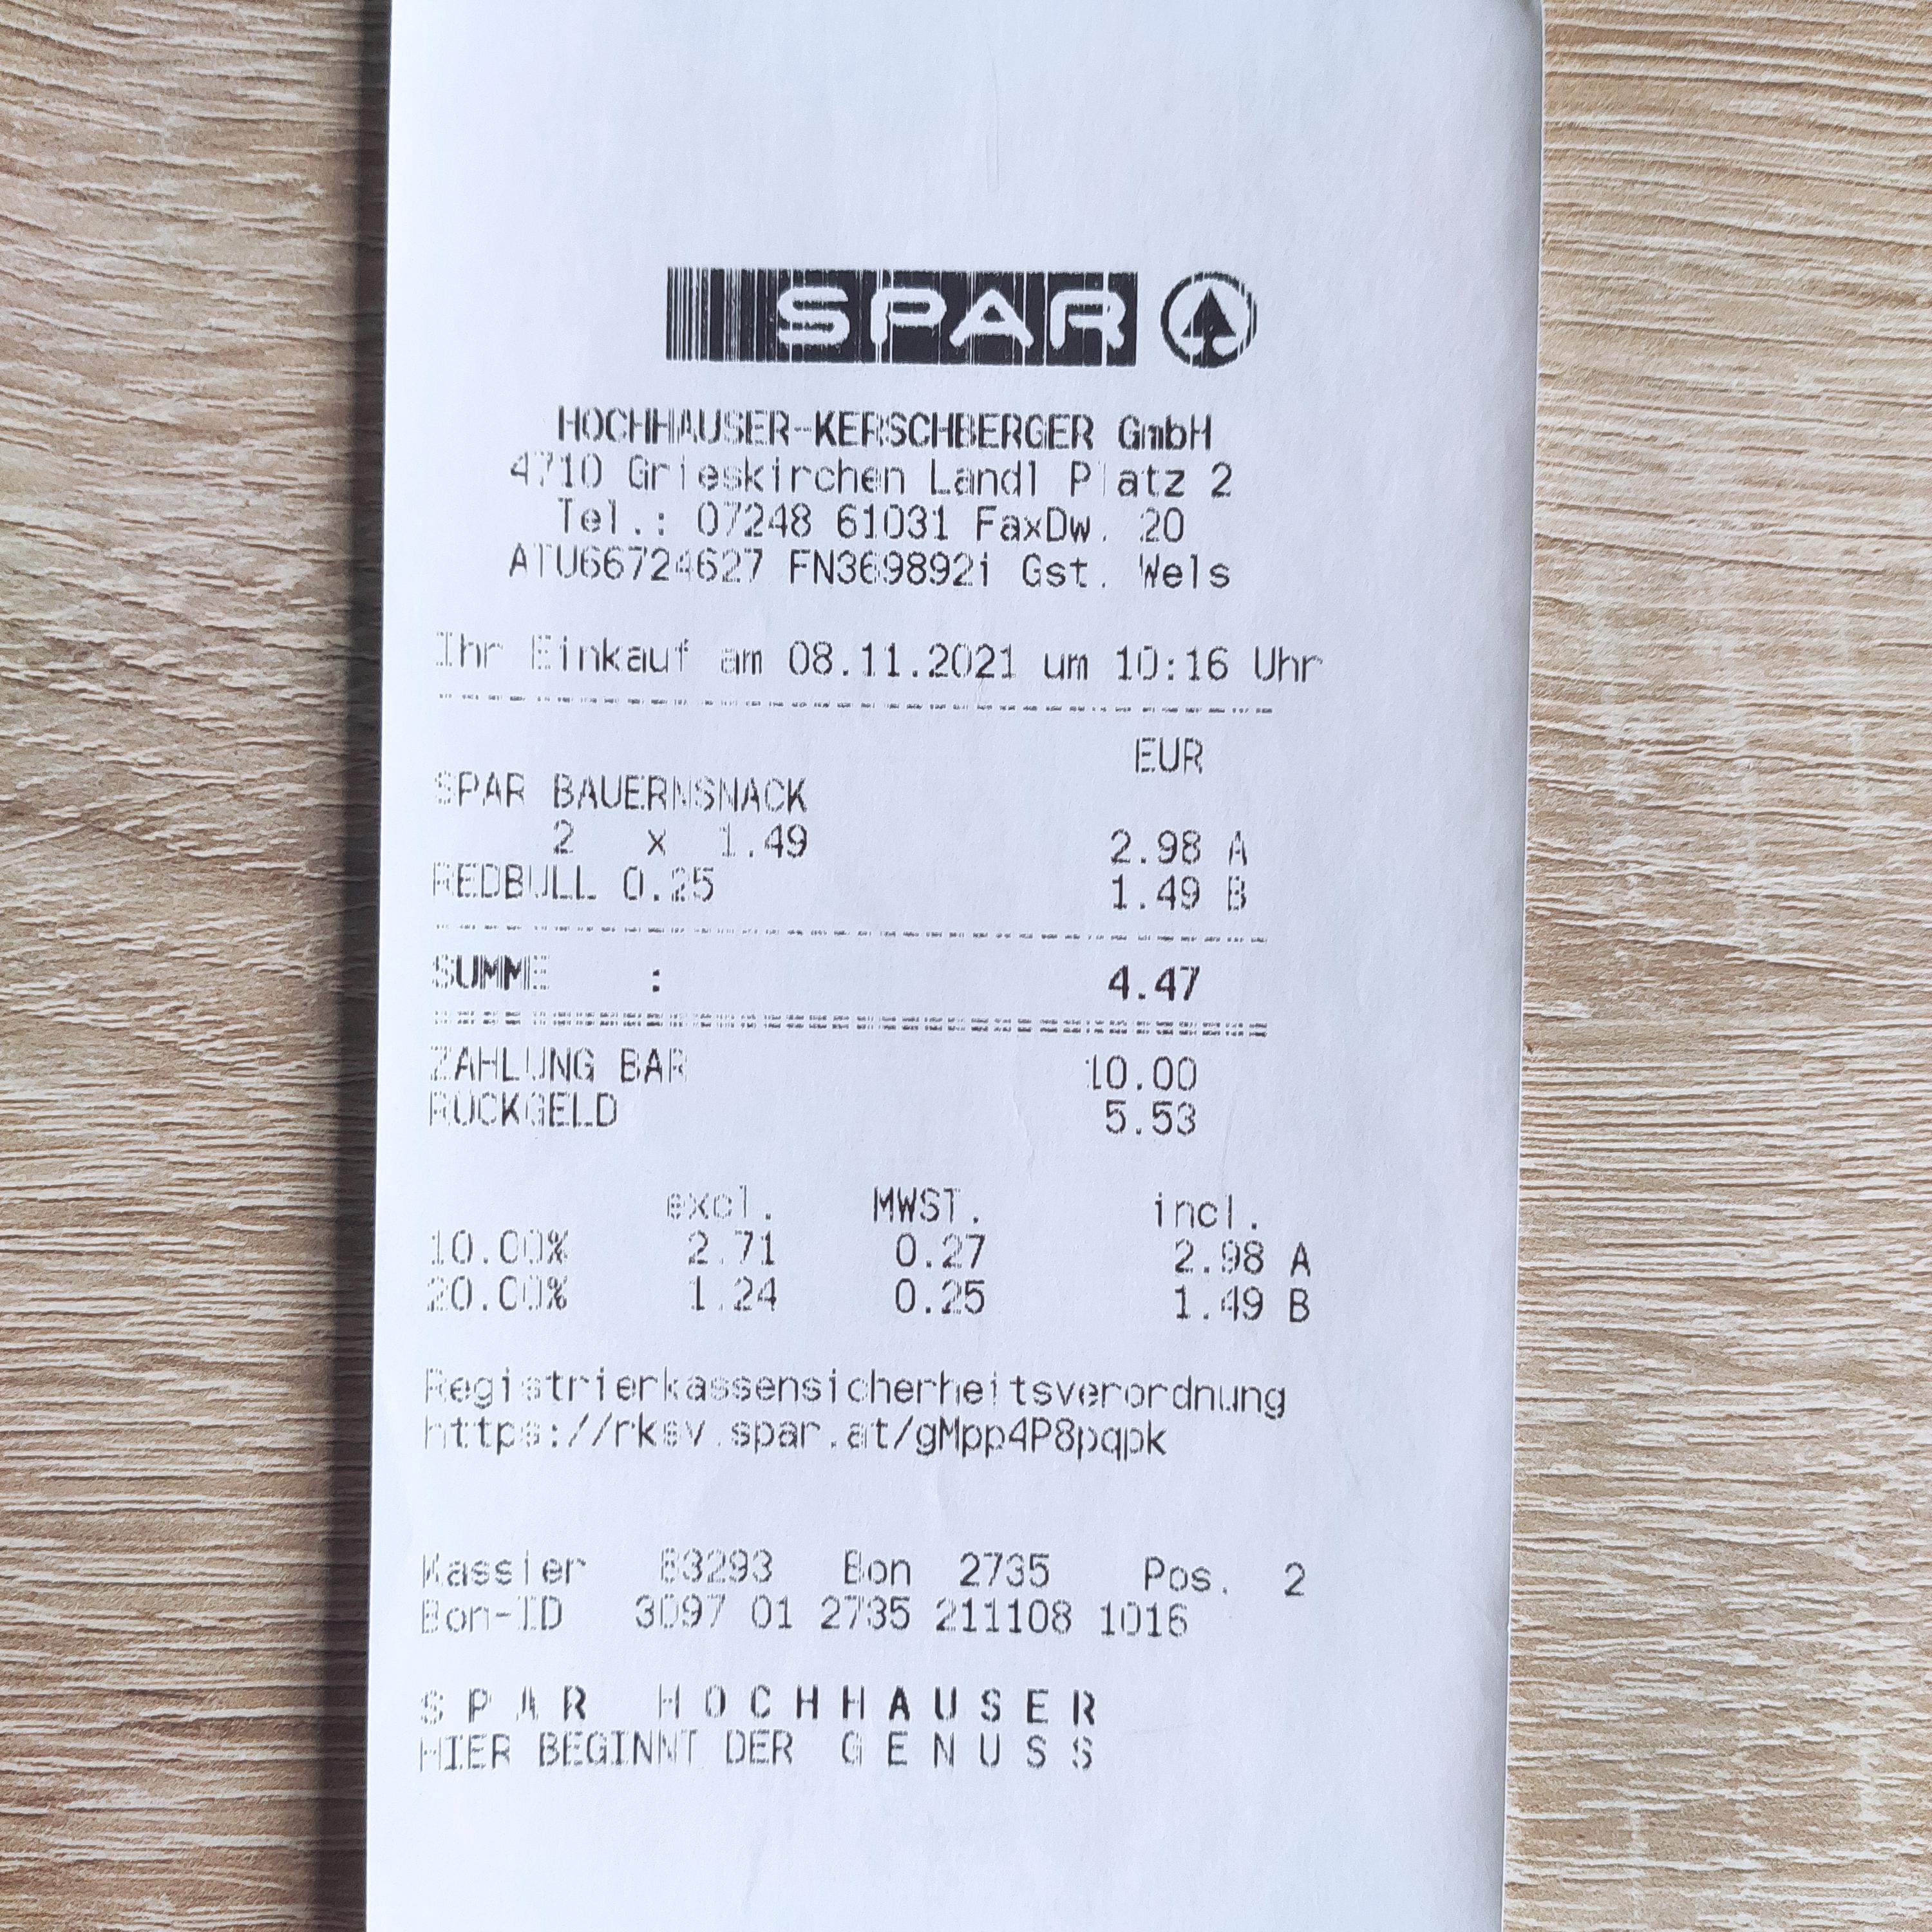 SPAR
HOCHHAUSER-KERSCHBERGER GmbH
4710 Grieskirchen Landl Platz 2
Tel.: 07248 61031 FaxDw. 20
ATU66724627 FN369892i Gst. Wels
Ihr Einkauf am 08.11.2021 um 10:16 Uhr
EUR
SPAR BAUERNSNACK
2 x 1.49 2.98 A
REDBULL 0.25 1.49 B
SUMME : 4.47
ZAHLUNG BAR 10.00
RÜCKGELD 5.53
excl. MWST. incl.
10.00% 2.71 0.27 2.98 A
20.00% 1.24 0.25 1.49 B
Registrierkassensicherheitsverordnung
https://rksv.spar.at/gMpp4P8pqpk
Kassier 83293 Bon 2735 Pos. 2
Bon-ID 3097 01 2735 211108 1016
S P A R H O C H H A U S E R
HIER BEGINNT DER G E N U S S